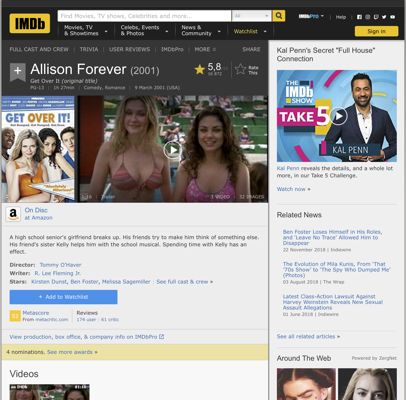 IMDb
Find Movies, TV shows, Celebrities and more...
All
IMDbPro
Help
Movies, TV & Showtimes
Celebs, Events & Photos
News & Community
Watchlist
Sign in
FULL CAST AND CREW | TRIVIA | USER REVIEWS | IMDbPro | MORE
SHARE
Allison Forever (2001)
Get Over It (original title)
PG-13 | 1h 27min | Comedy, Romance | 9 March 2001 (USA)
5,8
Rate This
GET OVER IT!
Trailer
3 VIDEO | 32 IMAGES
On Disc
at Amazon
A high school senior's girlfriend breaks up. His friends try to make him think of something else.
His friend's sister Kelly helps him with the school musical. Spending time with Kelly has an
effect.
Director: Tommy O'Haver
Writer: R. Lee Fleming Jr.
Stars: Kirsten Dunst, Ben Foster, Melissa Sagemiller | See full cast & crew »
+ Add to Watchlist
Metascore
From metacritic.com
Reviews
174 user | 61 critic
View production, box office, & company info on IMDbPro
4 nominations. See more awards »
Videos
Kal Penn's Secret "Full House"
Connection
THE IMDb SHOW
TAKE 5
KAL PENN
Kal Penn reveals the details, and a whole
lot more, in our Take 5 Challenge.
Watch now »
Related News
Ben Foster Loses Himself in His Roles,
and 'Leave No Trace' Allowed Him to
Disappear
22 November 2018 | Indiewire
The Evolution of Mila Kunis, From 'That
'70s Show' to 'The Spy Who Dumped Me'
(Photos)
03 August 2018 | The Wrap
Latest Class-Action Lawsuit Against
Harvey Weinstein Reveals New Sexual
Assault Allegations
01 June 2018 | Indiewire
See all related articles »
Around The Web
Powered by ZergNet